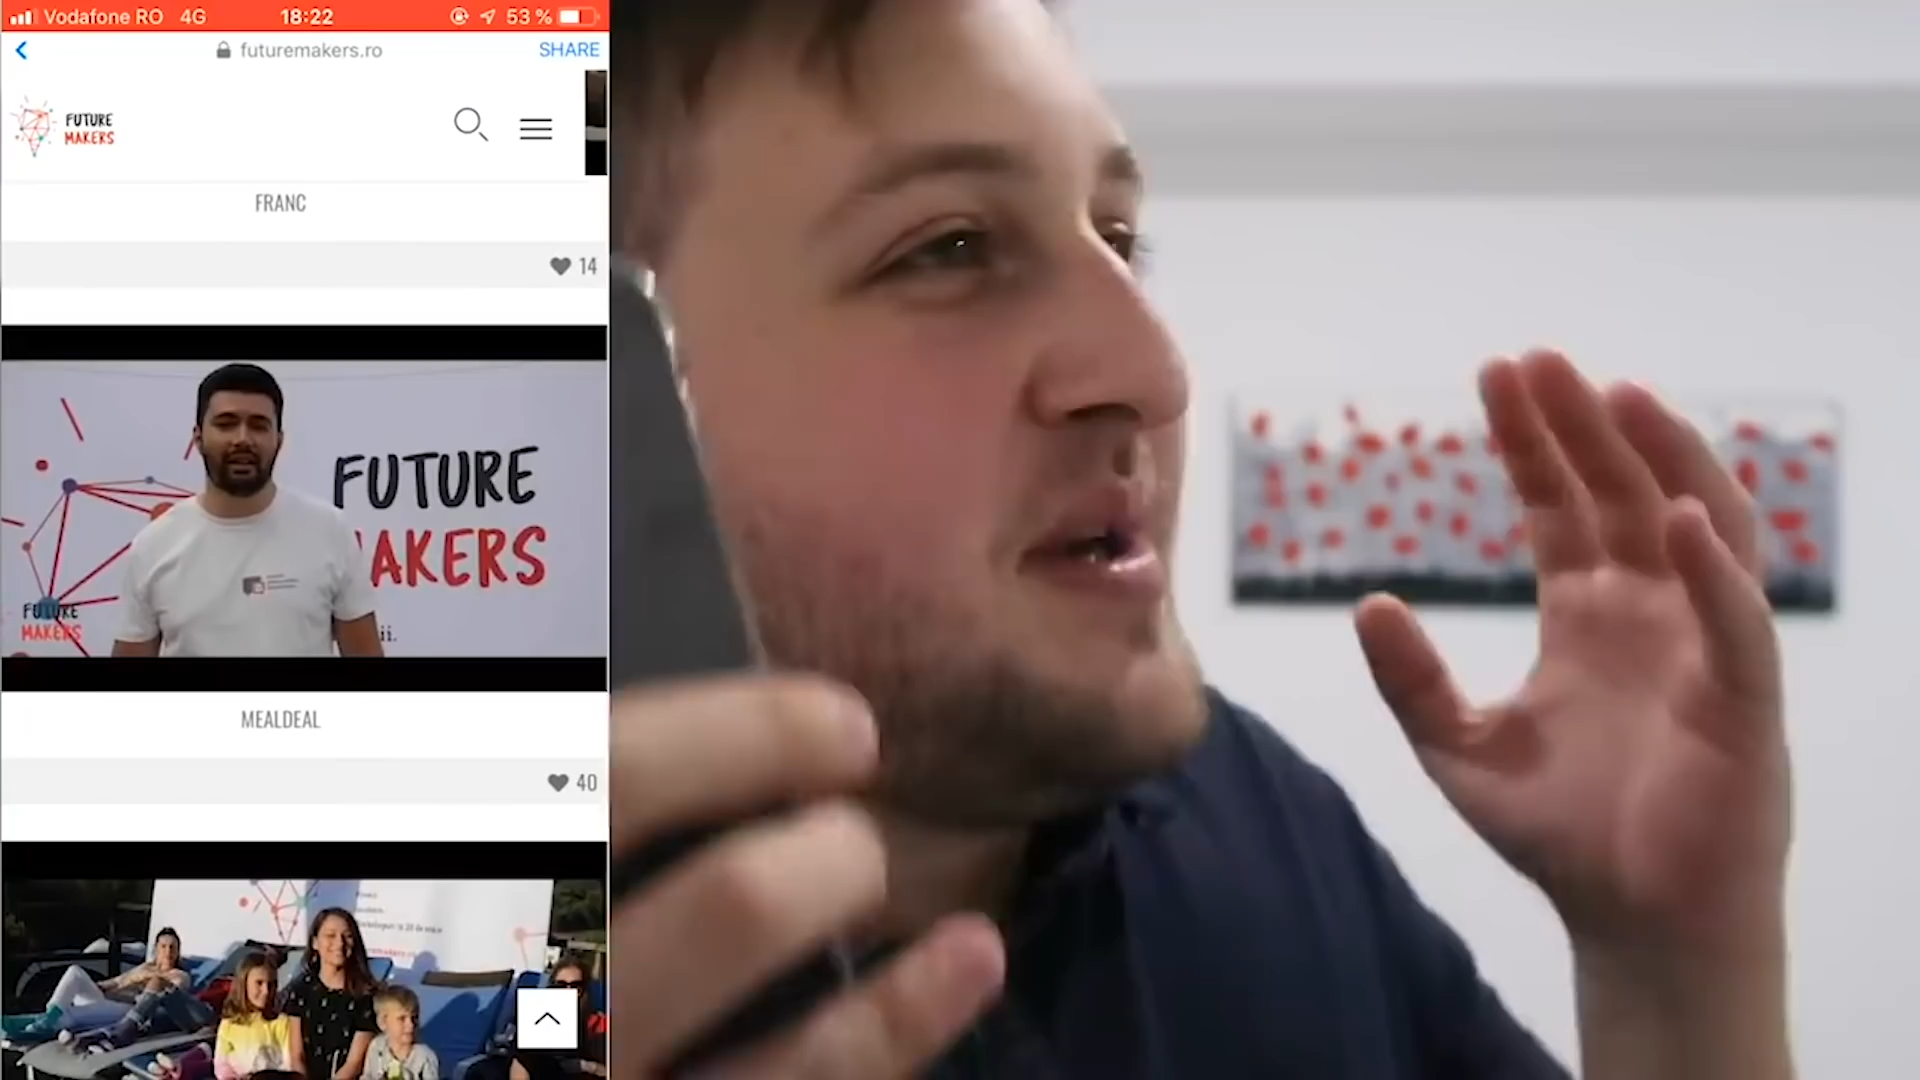 Vodafone RO 4G 18:22 53 %
futuremakers.ro SHARE
FUTURE
MAKERS
FRANC
14
FUTURE
AKERS
FUTURE
MAKERS
ii.
MEALDEAL
40